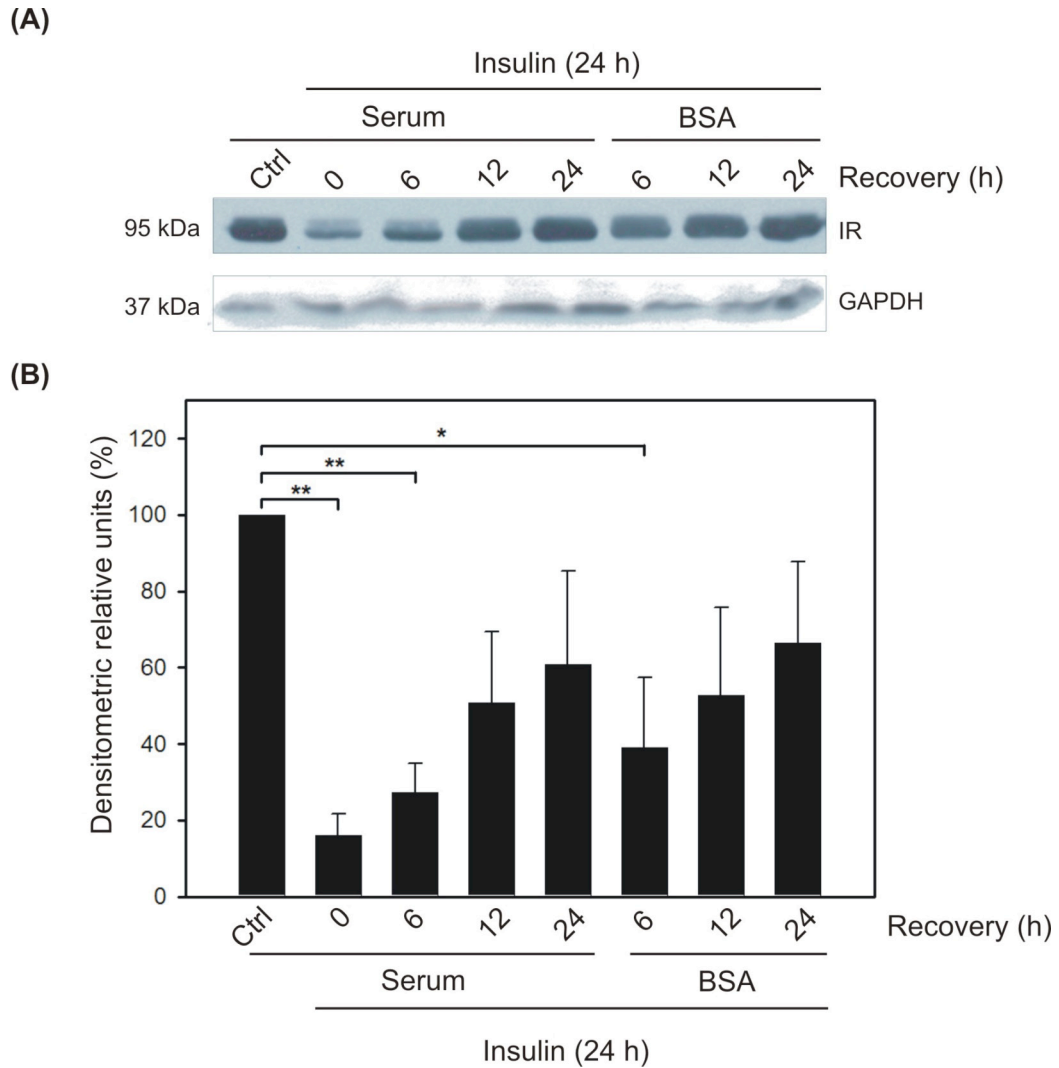 (A)
Insulin (24 h)
Serum BSA
Ctrl 0 6 12 24 6 12 24 Recovery (h)
95 kDa IR
37 kDa GAPDH
(B)
Densitometric relative units (%)
120
100
80
60
40
20
0
*
**
**
Ctrl 0 6 12 24 6 12 24 Recovery (h)
Serum BSA
Insulin (24 h)